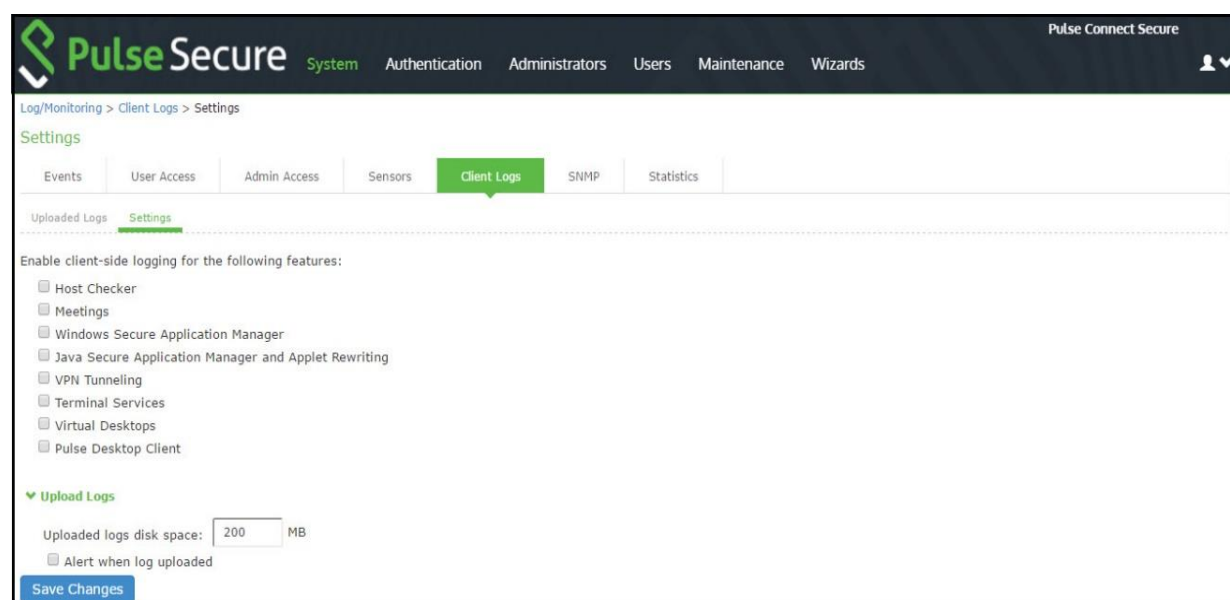 Pulse Connect Secure
Pulse Secure System Authentication Administrators Users Maintenance Wizards
Log/Monitoring > Client Logs > Settings
Settings
Events User Access Admin Access Sensors Client Logs SNMP Statistics
Uploaded Logs Settings
Enable client-side logging for the following features:
Host Checker
Meetings
Windows Secure Application Manager
Java Secure Application Manager and Applet Rewriting
VPN Tunneling
Terminal Services
Virtual Desktops
Pulse Desktop Client
Upload Logs
Uploaded logs disk space: 200 MB
Alert when log uploaded
Save Changes